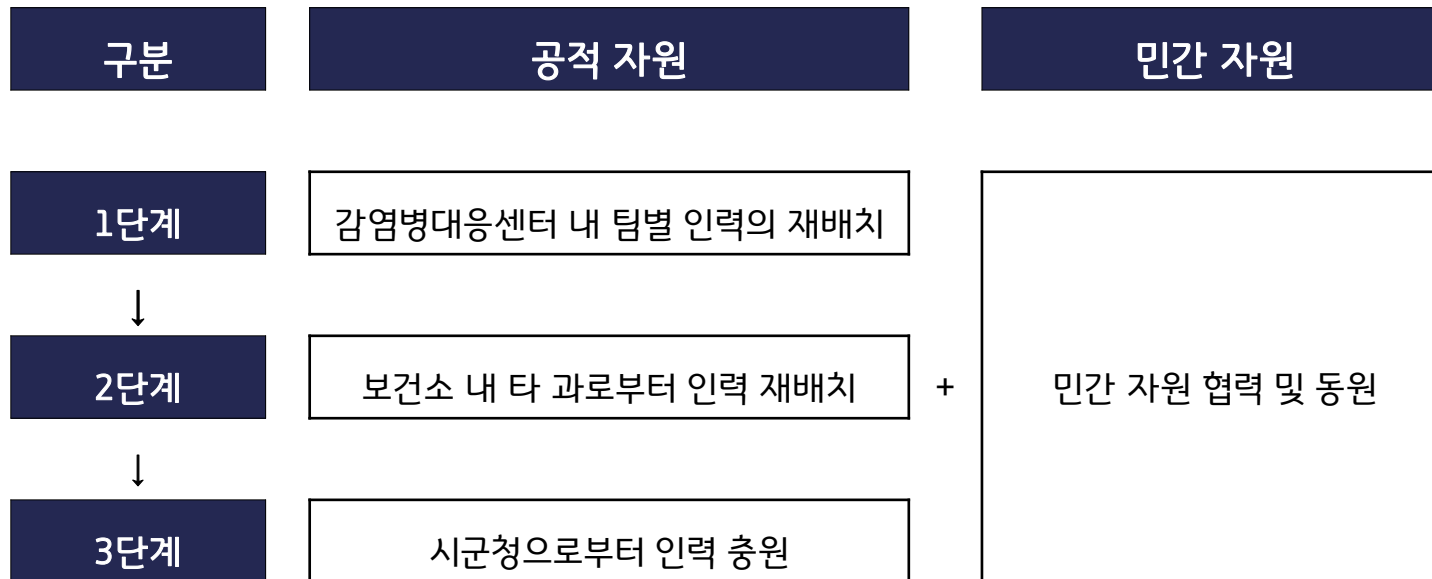 구분 공적 자원 민간 자원
1단계 감염병대응센터 내 팀별 인력의 재배치
↓
2단계 보건소 내 타 과로부터 인력 재배치 + 민간 자원 협력 및 동원
↓
3단계 시군청으로부터 인력 충원